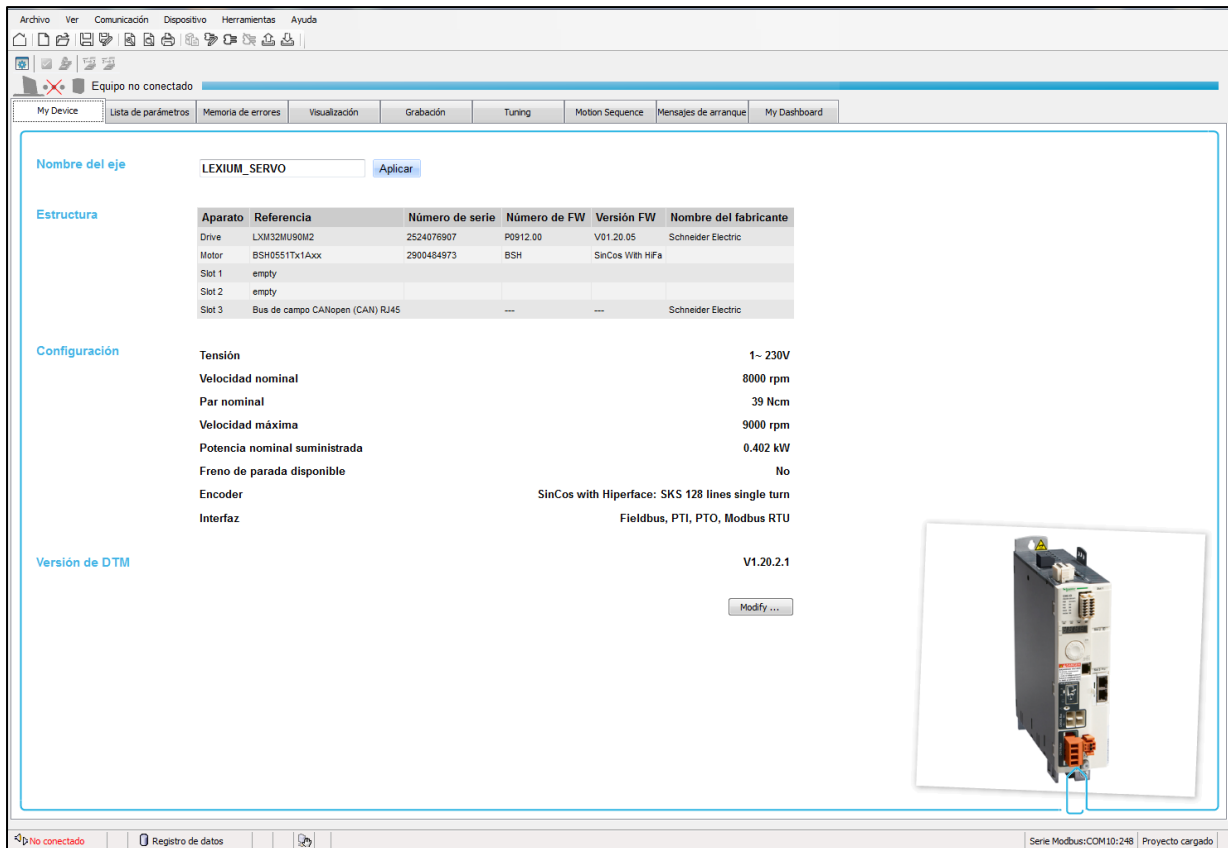 Archivo Ver Comunicación Dispositivo Herramientas Ayuda
Equipo no conectado
My Device Lista de parámetros Memoria de errores Visualización Grabación Tuning Motion Sequence Mensajes de arranque My Dashboard
Nombre del eje LEXIUM_SERVO Aplicar
Estructura Aparato Referencia Número de serie Número de FW Versión FW Nombre del fabricante
Drive LXM32MU90M2 2524076907 P0912.00 V01.20.05 Schneider Electric
Motor BSH0551Tx1Axx 2900484973 BSH SinCos With HiFa
Slot 1 empty
Slot 2 empty
Slot 3 Bus de campo CANopen (CAN) RJ45 --- --- Schneider Electric
Configuración Tensión 1~ 230V
Velocidad nominal 8000 rpm
Par nominal 39 Ncm
Velocidad máxima 9000 rpm
Potencia nominal suministrada 0.402 kW
Freno de parada disponible No
Encoder SinCos with Hiperface: SKS 128 lines single turn
Interfaz Fieldbus, PTI, PTO, Modbus RTU
Versión de DTM V1.20.2.1
Modify ...
No conectado Registro de datos Serie Modbus:COM10:248 Proyecto cargado